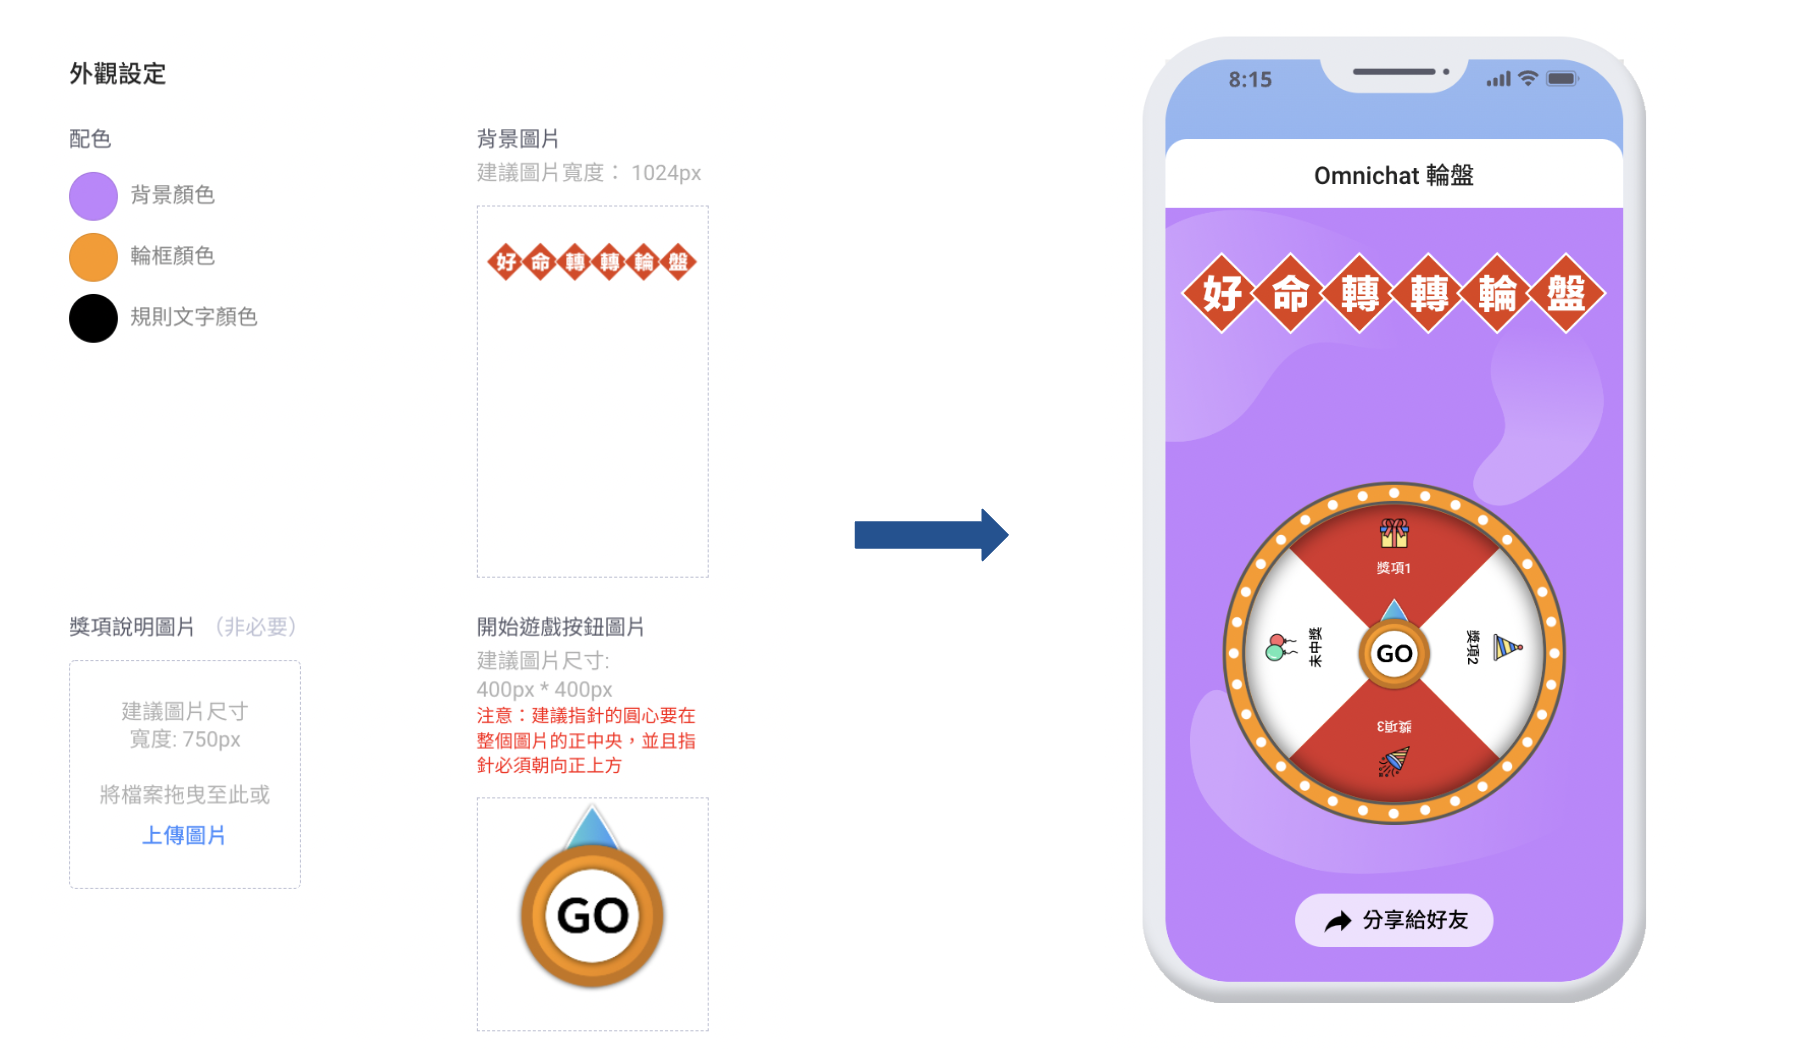 外觀設定
配色
背景顏色
輪框顏色
規則文字顏色
背景圖片
建議圖片寬度： 1024px
好命轉轉輪盤
獎項說明圖片 （非必要）
建議圖片尺寸
寬度: 750px
將檔案拖曳至此或
上傳圖片
開始遊戲按鈕圖片
建議圖片尺寸:
400px * 400px
注意：建議指針的圓心要在
整個圖片的正中央，並且指
針必須朝向正上方
GO
8:15
Omnichat 輪盤
好命轉轉輪盤
獎項1
未中獎
GO
獎項2
獎項3
分享給好友